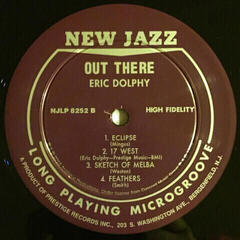 NEW JAZZ
OUT THERE
ERIC DOLPHY
NJLP 8252 B HIGH FIDELITY
1. ECLIPSE
(Mingus)
2. 17 WEST
(Eric Dolphy—Prestige Music—BMI)
3. SKETCH OF MELBA
(Weston)
4. FEATHERS
(Smith)
LONG PLAYING MICROGROOVE
A PRODUCT OF PRESTIGE RECORDS INC., 203 S. WASHINGTON AVE., BERGENFIELD, N.J.